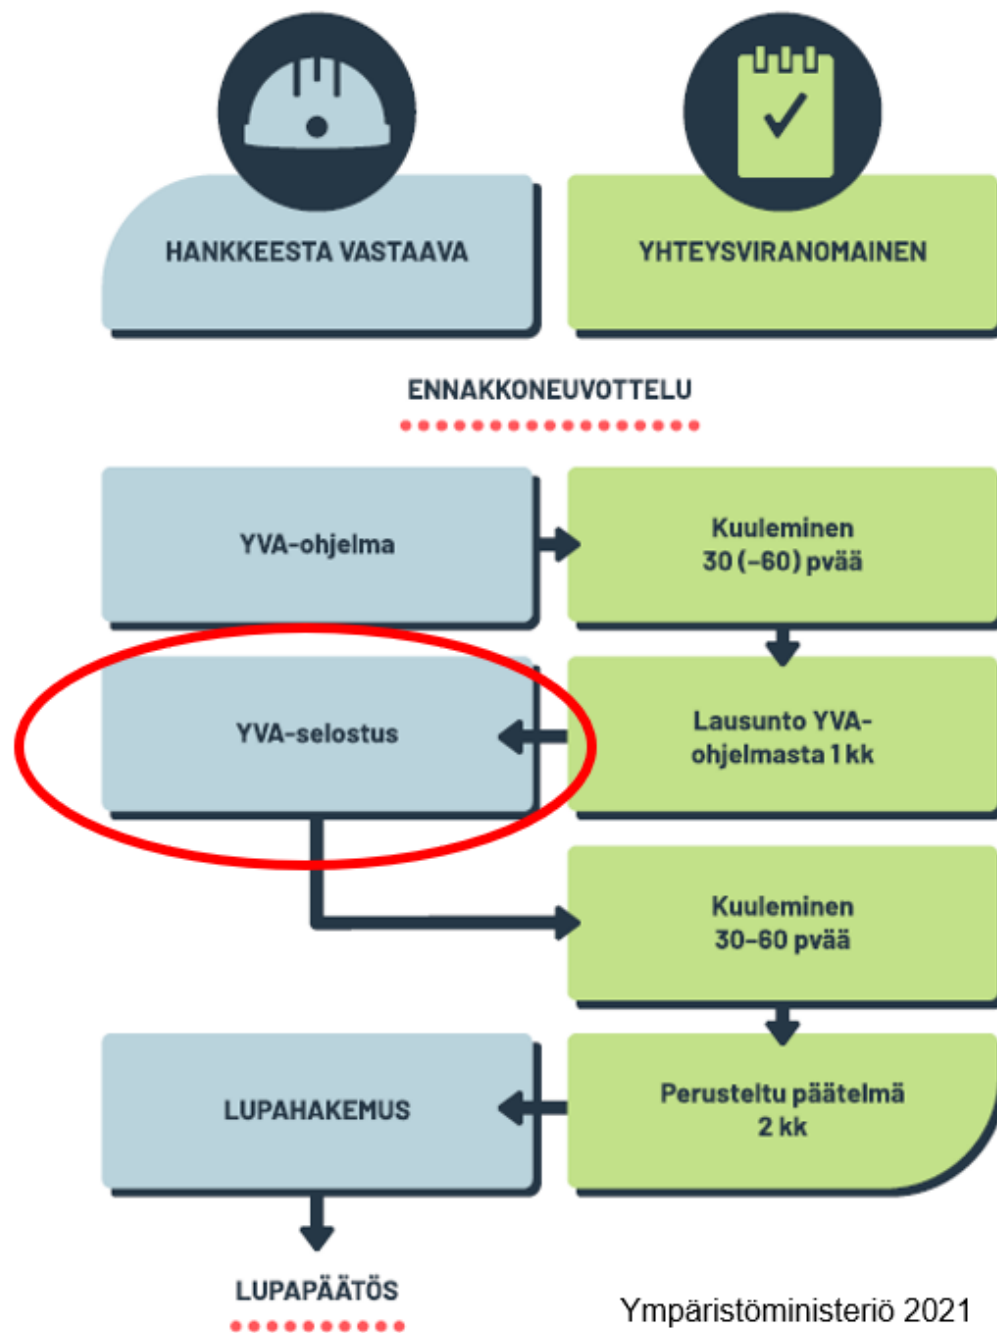 HANKKEESTA VASTAAVA
YHTEYSVIRANOMAINEN
ENNAKKONEUVOTTELU
YVA-ohjelma
Kuuleminen
30 (-60) pvää
YVA-selostus
Lausunto YVA-
ohjelmasta 1 kk
Kuuleminen
30-60 pvää
LUPAHAKEMUS
Perusteltu päätelmä
2 kk
LUPAPÄÄTÖS
Ympäristöministeriö 2021